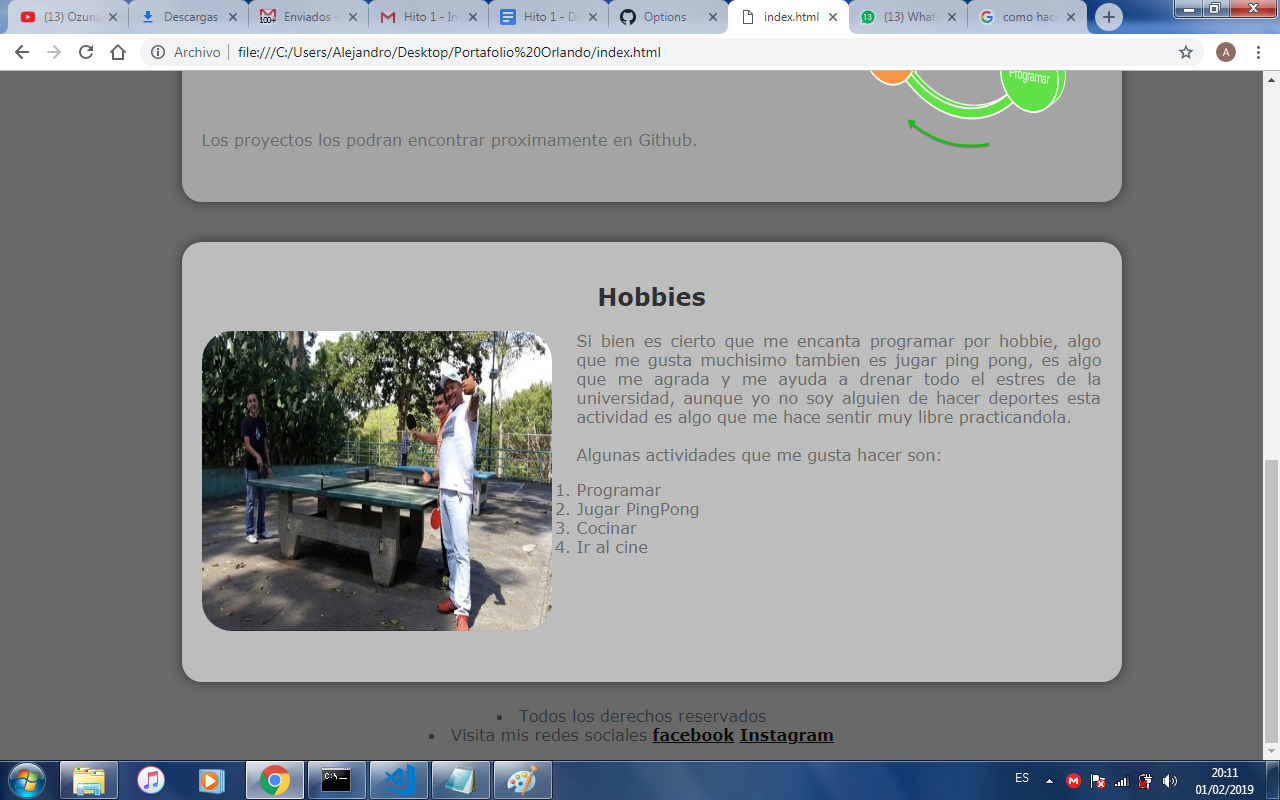 (13) Ozuna
Descargas
Enviados -
Hito 1 - In
Hito 1 - De
Options
index.html
(13) What
como hace
100+
13
Archivo
file:///C:/Users/Alejandro/Desktop/Portafolio%20Orlando/index.html
A
Programar
Los proyectos los podran encontrar proximamente en Github.
Hobbies
Si bien es cierto que me encanta programar por hobbie, algo
que me gusta muchisimo tambien es jugar ping pong, es algo
que me agrada y me ayuda a drenar todo el estres de la
universidad, aunque yo no soy alguien de hacer deportes esta
actividad es algo que me hace sentir muy libre practicandola.
Algunas actividades que me gusta hacer son:
1. Programar
2. Jugar PingPong
3. Cocinar
4. Ir al cine
• Todos los derechos reservados
• Visita mis redes sociales facebook Instagram
C:\
ES
20:11
01/02/2019